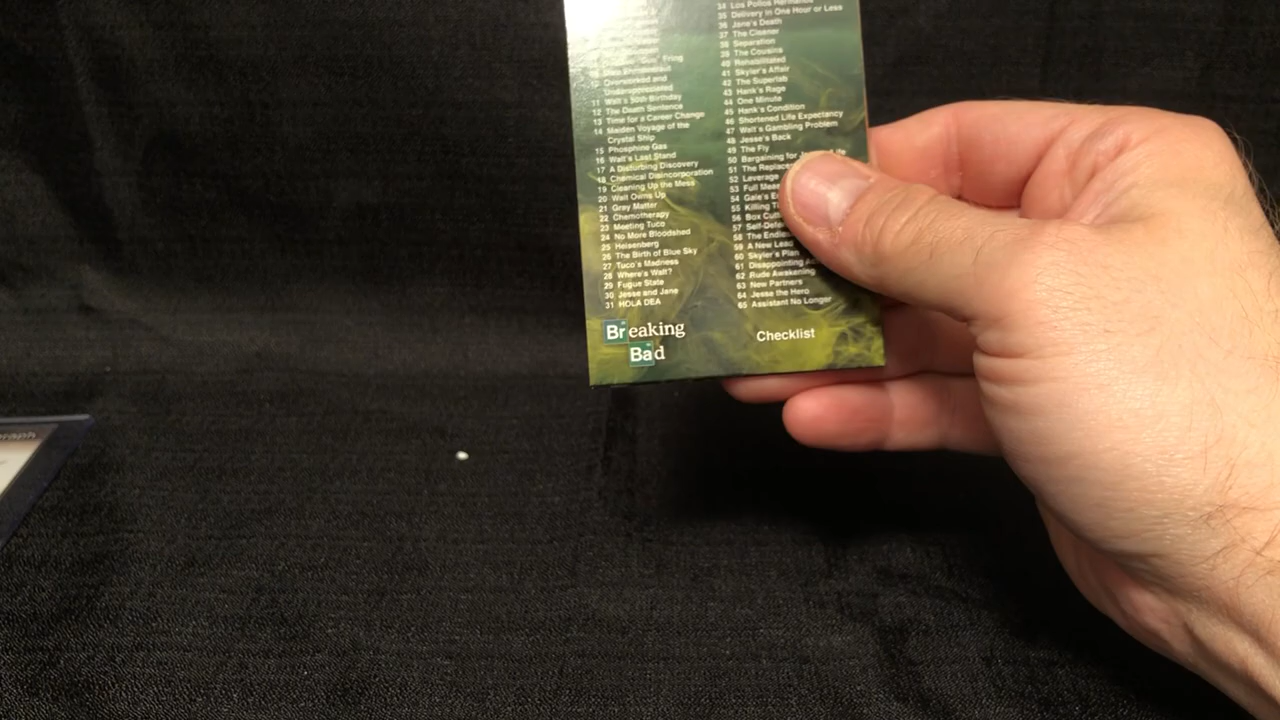 Fring
Overworked and
Underappreciated
11 Walt's 50th Birthday
12 The Death Sentence
13 Time for a Career Change
14 Maiden Voyage of the
Crystal Ship
15 Phosphine Gas
16 Walt's Last Stand
17 A Disturbing Discovery
18 Chemical Disincorporation
19 Cleaning Up the Mess
20 Walt Owns Up
21 Gray Matter
22 Chemotherapy
23 Meeting Tuco
24 No More Bloodshed
25 Heisenberg
26 The Birth of Blue Sky
27 Tuco's Madness
28 Where's Walt?
29 Fugue State
30 Jesse and Jane
31 HOLA DEA
34 Los Pollos Hermanos
35 Delivery in One Hour or Less
36 Jane's Death
37 The Cleaner
38 Separation
39 The Cousins
40 Rehabilitated
41 Skyler's Affair
42 The Superlab
43 Hank's Rage
44 One Minute
45 Hank's Condition
46 Shortened Life Expectancy
47 Walt's Gambling Problem
48 Jesse's Back
49 The Fly
50 Bargaining for Life
51 The
52 Leverage
53 Full
54 Gale's
55 Killing
56 Box
57
58 The
59 A New
60 Skyler's Plan
61 Disappointing
62 Rude Awakening
63 New Partners
64 Jesse the Hero
65 Assistant No Longer
Breaking
Bad
Checklist